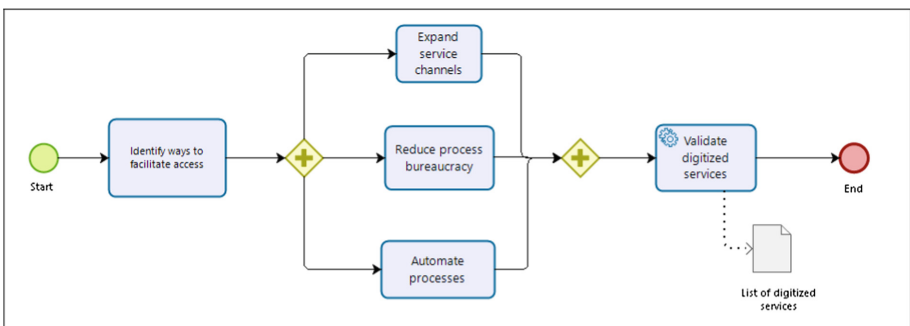 Expand
service
channels
Identify ways to
facilitate access
Reduce process
bureaucracy
Validate
digitized
services
Start
End
Automate
processes
List of digitized
services